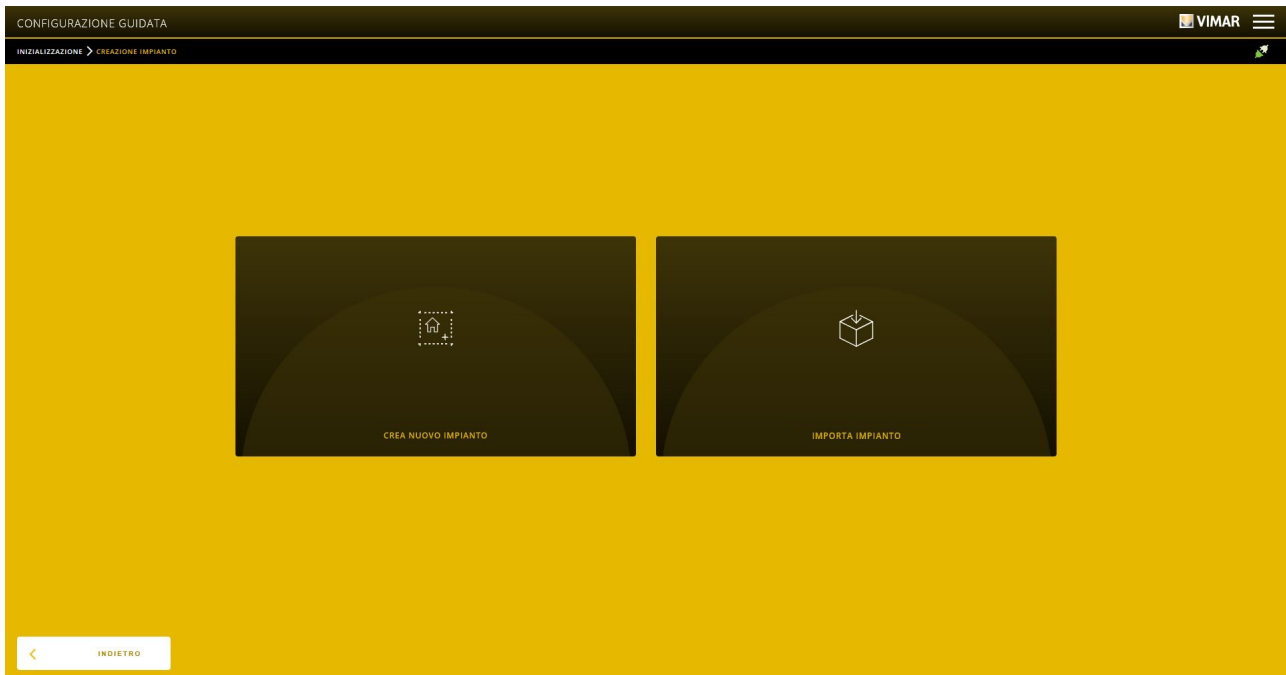 CONFIGURAZIONE GUIDATA
VIMAR
INIZIALIZZAZIONE CREAZIONE IMPIANTO
CREA NUOVO IMPIANTO
IMPORTA IMPIANTO
INDIETRO